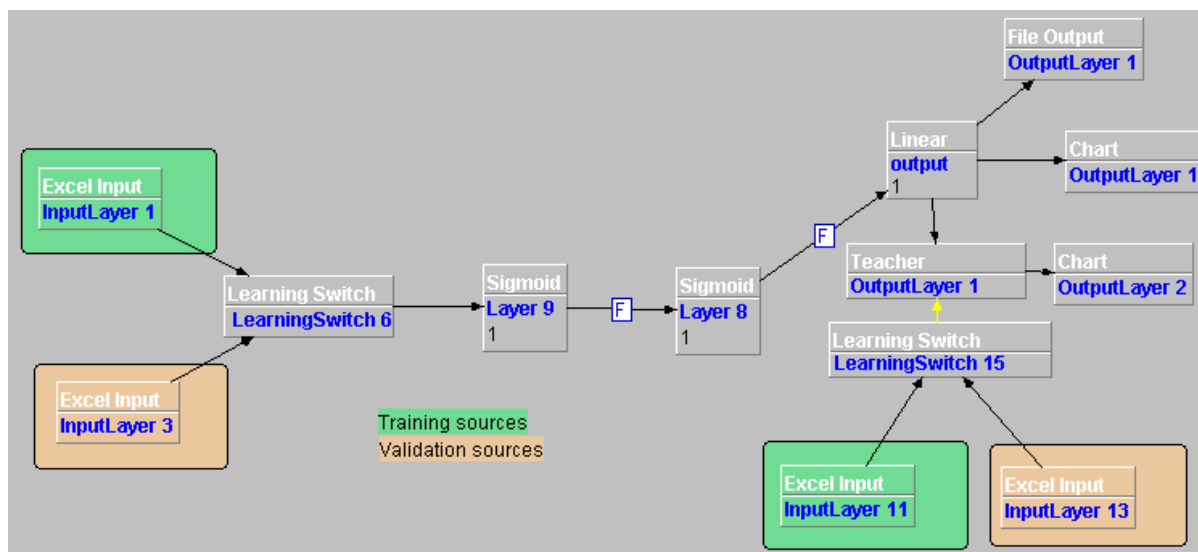 File Output
OutputLayer 1
Linear
output
1
Chart
OutputLayer 1
Excel Input
InputLayer 1
Teacher
OutputLayer 1
Chart
OutputLayer 2
Learning Switch
LearningSwitch 6
Sigmoid
Layer 9
1
F
Sigmoid
Layer 8
1
F
Learning Switch
LearningSwitch 15
Excel Input
InputLayer 3
Training sources
Validation sources
Excel Input
InputLayer 11
Excel Input
InputLayer 13